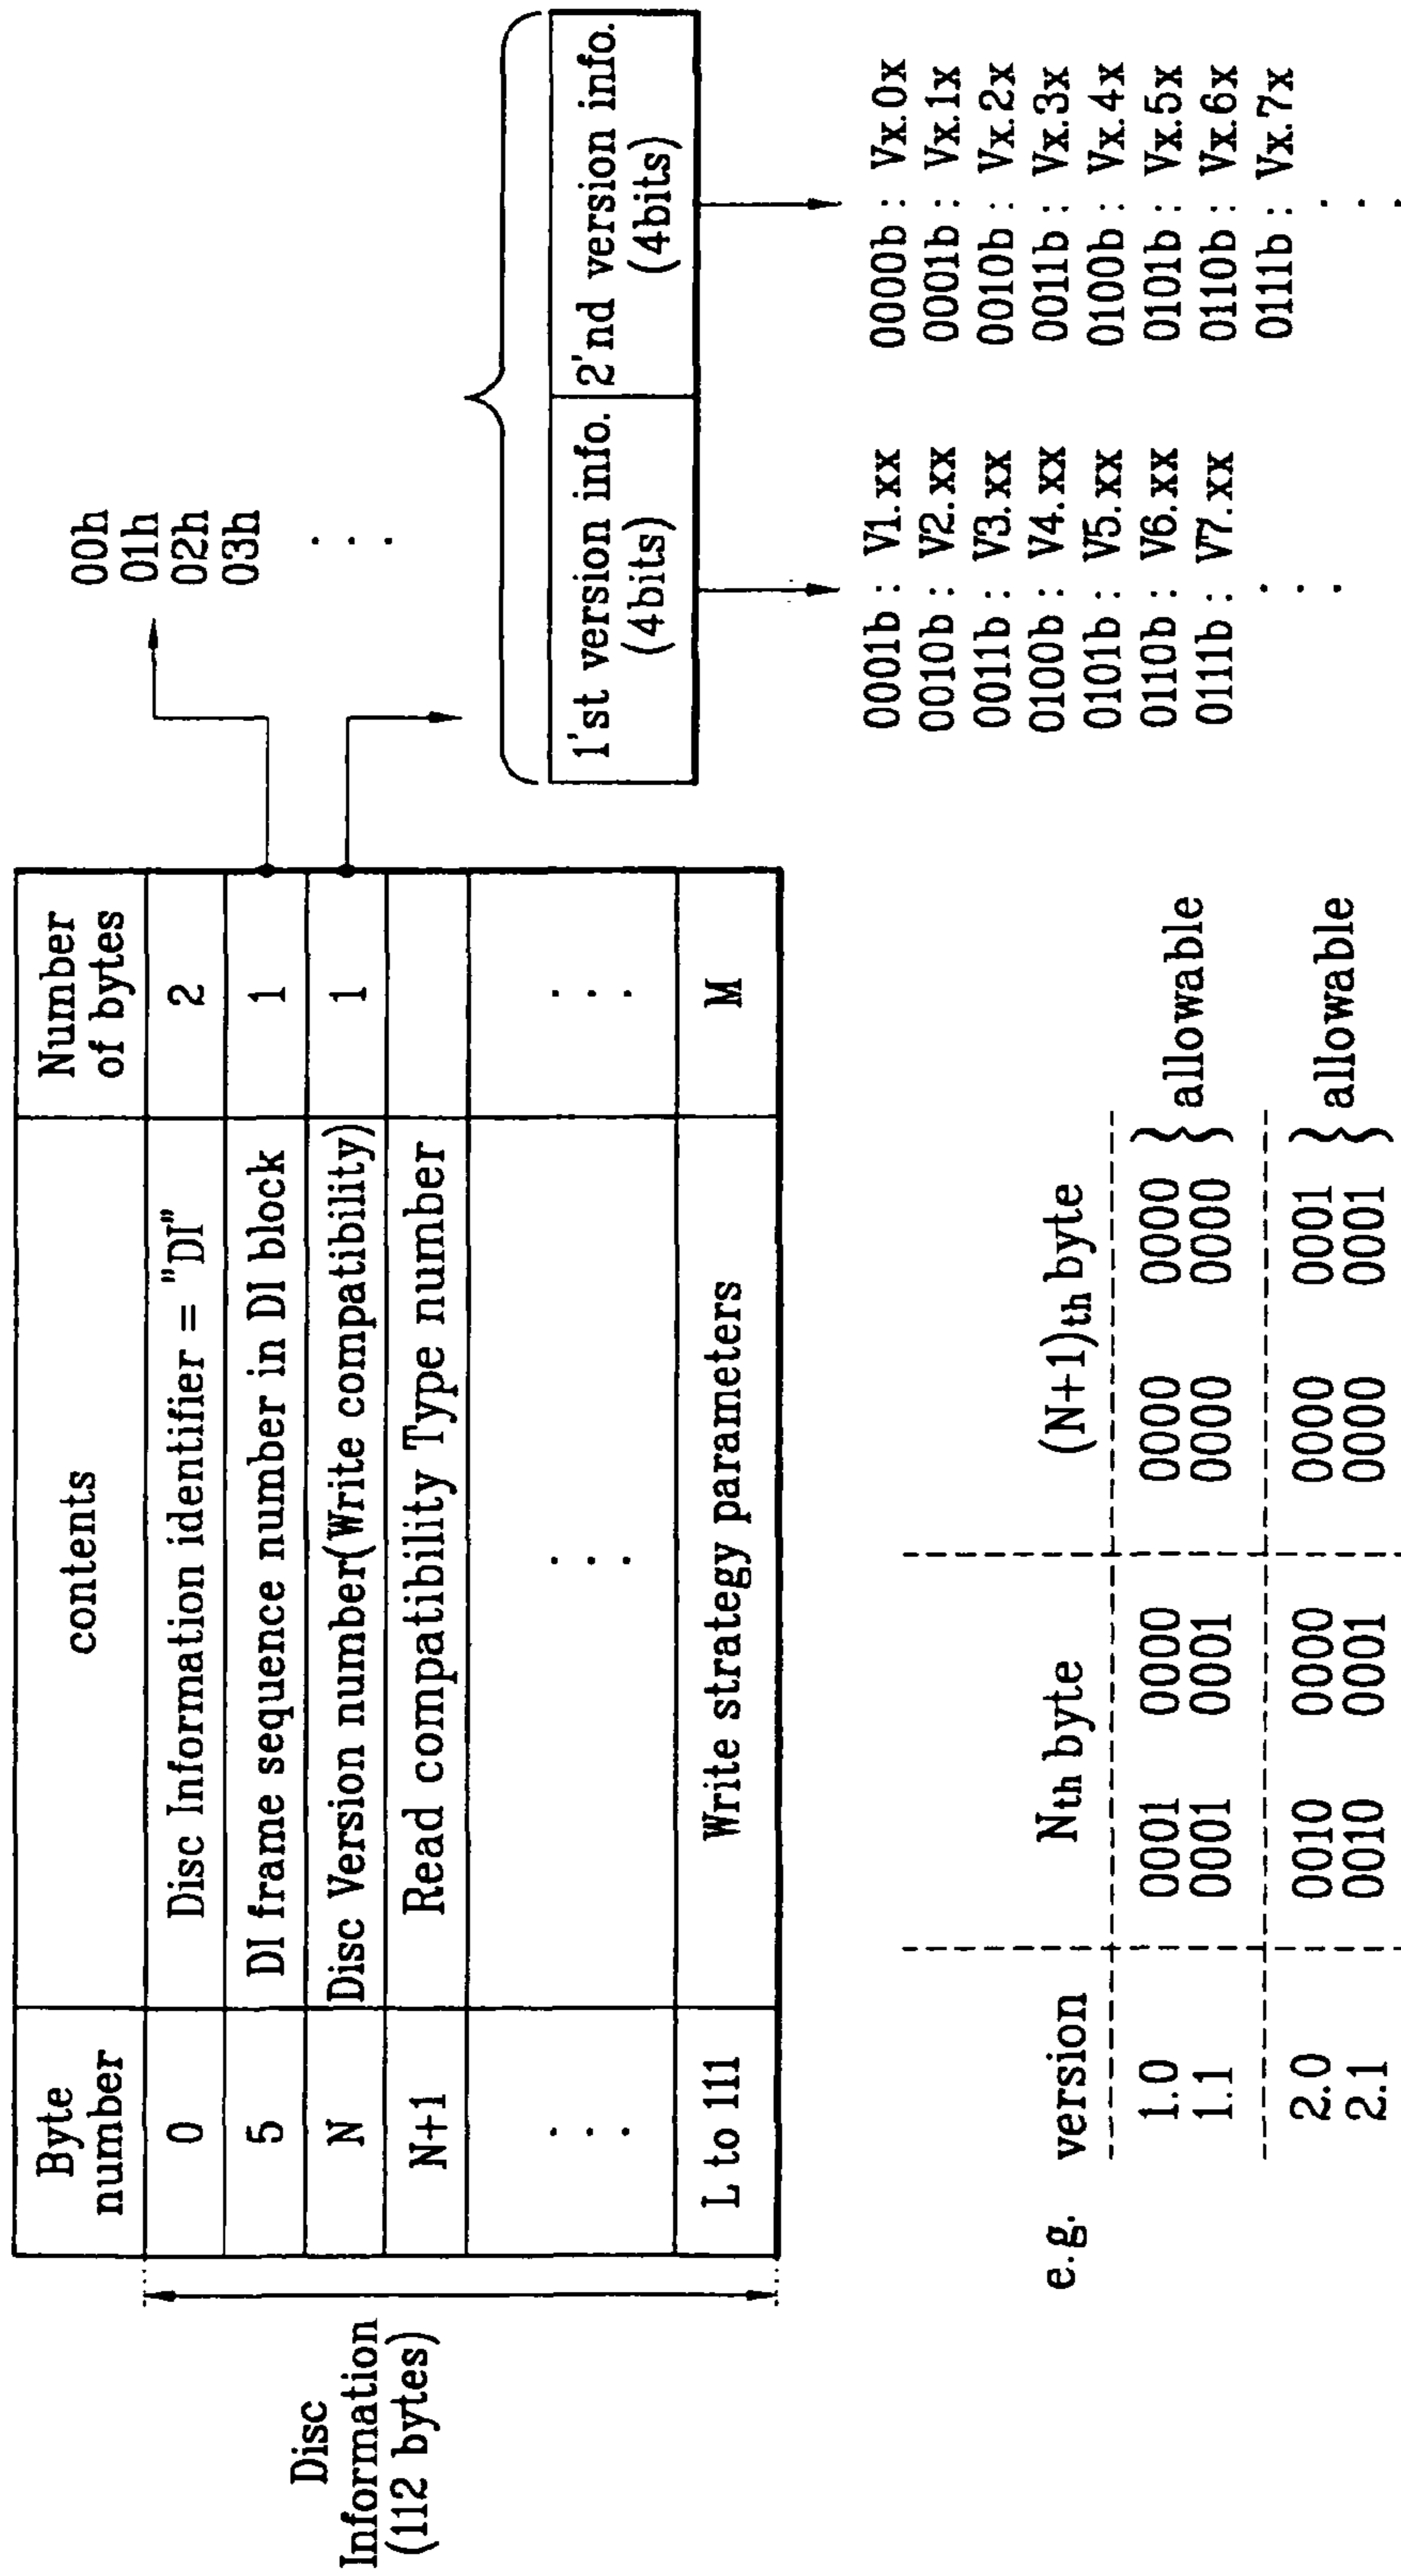 Byte number
contents
Number of bytes
0
Disc Information identifier = "DI"
2
5
DI frame sequence number in DI block
1
N
Disc Version number(Write compatibility)
1
N+1
Read compatibility Type number
. . .
. . .
. . .
L to 111
Write strategy parameters
M
Disc
Information
(112 bytes)
00h
01h
02h
03h
. . .
1'st version info.
(4bits)
2'nd version info.
(4bits)
0001b : V1.xx
0010b : V2.xx
0011b : V3.xx
0100b : V4.xx
0101b : V5.xx
0110b : V6.xx
0111b : V7.xx
. . .
0000b : Vx.0x
0001b : Vx.1x
0010b : Vx.2x
0011b : Vx.3x
0100b : Vx.4x
0101b : Vx.5x
0110b : Vx.6x
0111b : Vx.7x
. . .
e.g. version Nth byte (N+1)th byte
1.0 0001 0000 0000 0000
1.1 0001 0001 0000 0000
allowable
2.0 0010 0000 0000 0001
2.1 0010 0001 0000 0001
allowable